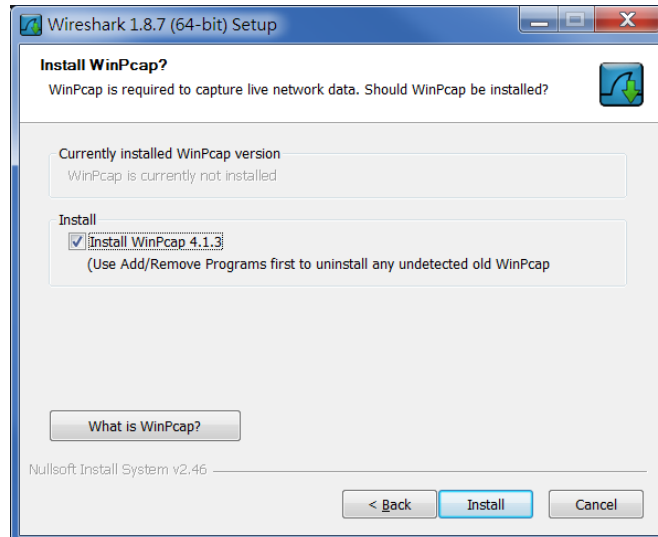 Wireshark 1.8.7 (64-bit) Setup
Install WinPcap?
WinPcap is required to capture live network data. Should WinPcap be installed?
Currently installed WinPcap version
WinPcap is currently not installed
Install
Install WinPcap 4.1.3
(Use Add/Remove Programs first to uninstall any undetected old WinPcap
What is WinPcap?
Nullsoft Install System v2.46
< Back
Install
Cancel